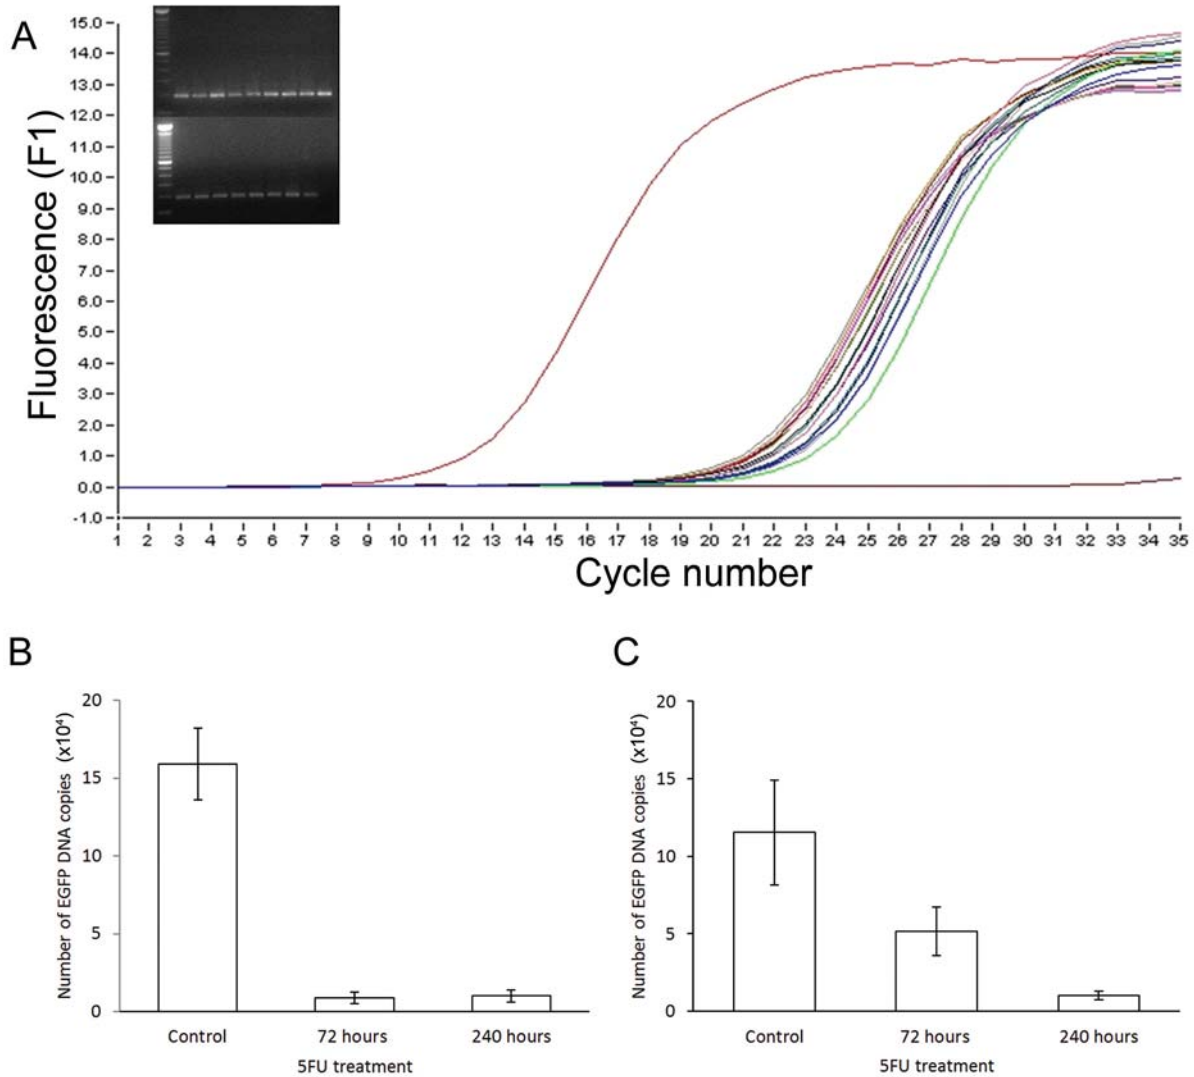 A
Fluorescence (F1)
15.0
14.0
13.0
12.0
11.0
10.0
9.0
8.0
7.0
6.0
5.0
4.0
3.0
2.0
1.0
0.0
-1.0
1 2 3 4 5 6 7 8 9 10 11 12 13 14 15 16 17 18 19 20 21 22 23 24 25 26 27 28 29 30 31 32 33 34 35
Cycle number
B
Number of EGFP DNA copies (x10⁴)
20
15
10
5
0
Control 72 hours 240 hours
5FU treatment
C
Number of EGFP DNA copies (x10⁴)
20
15
10
5
0
Control 72 hours 240 hours
5FU treatment